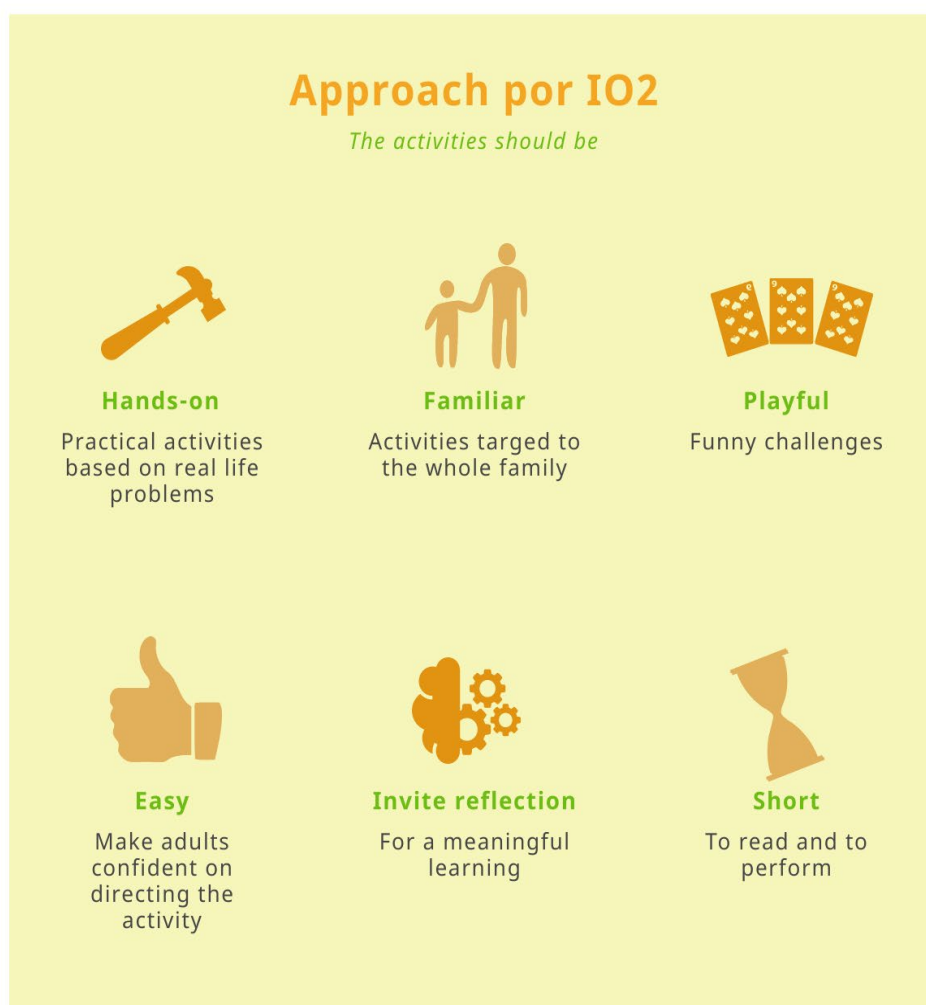 Approach por IO2
The activities should be
Hands-on
Practical activities
based on real life
problems
Familiar
Activities targed to
the whole family
Playful
Funny challenges
Easy
Make adults
confident on
directing the
activity
Invite reflection
For a meaningful
learning
Short
To read and to
perform